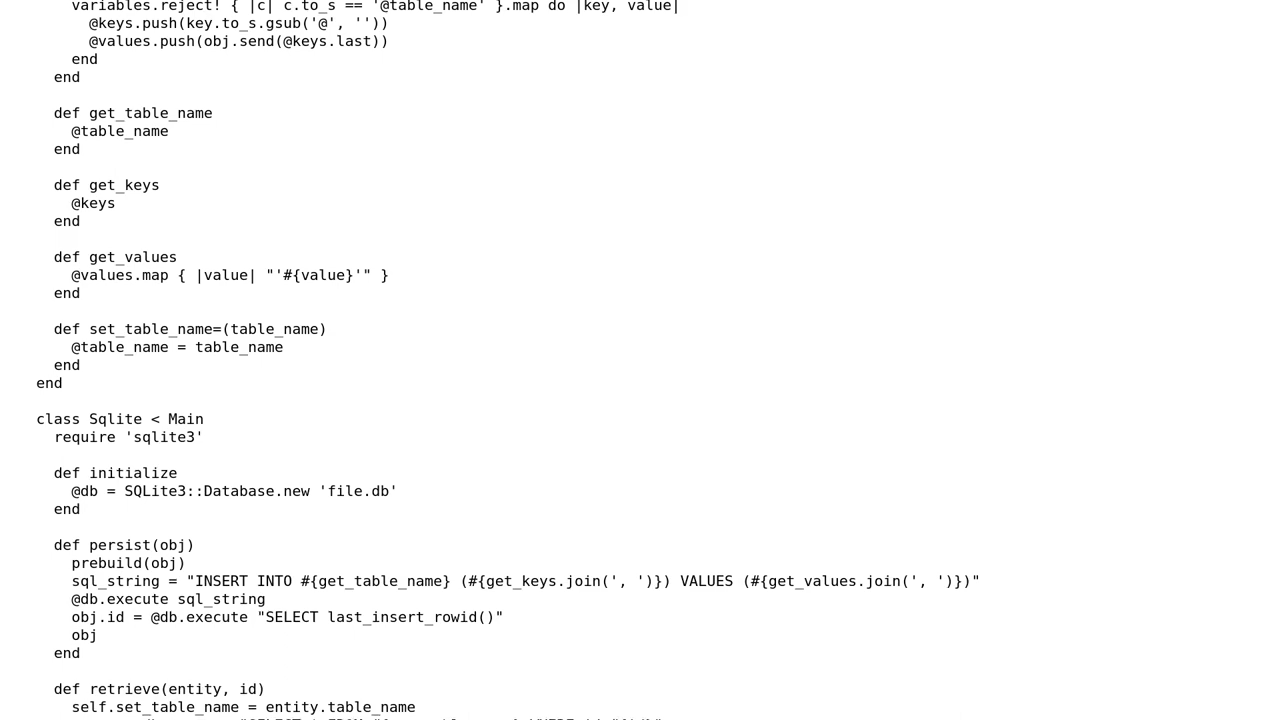 variables.reject! { |c| c.to_s == '@table_name' }.map do |key, value|
@keys.push(key.to_s.gsub('@', ''))
@values.push(obj.send(@keys.last))
end
end
def get_table_name
@table_name
end
def get_keys
@keys
end
def get_values
@values.map { |value| "'#{value}'" }
end
def set_table_name=(table_name)
@table_name = table_name
end
end
class Sqlite < Main
require 'sqlite3'
def initialize
@db = SQLite3::Database.new 'file.db'
end
def persist(obj)
prebuild(obj)
sql_string = "INSERT INTO #{get_table_name} (#{get_keys.join(', ')}) VALUES (#{get_values.join(', ')})"
@db.execute sql_string
obj.id = @db.execute "SELECT last_insert_rowid()"
obj
end
def retrieve(entity, id)
self.set_table_name = entity.table_name